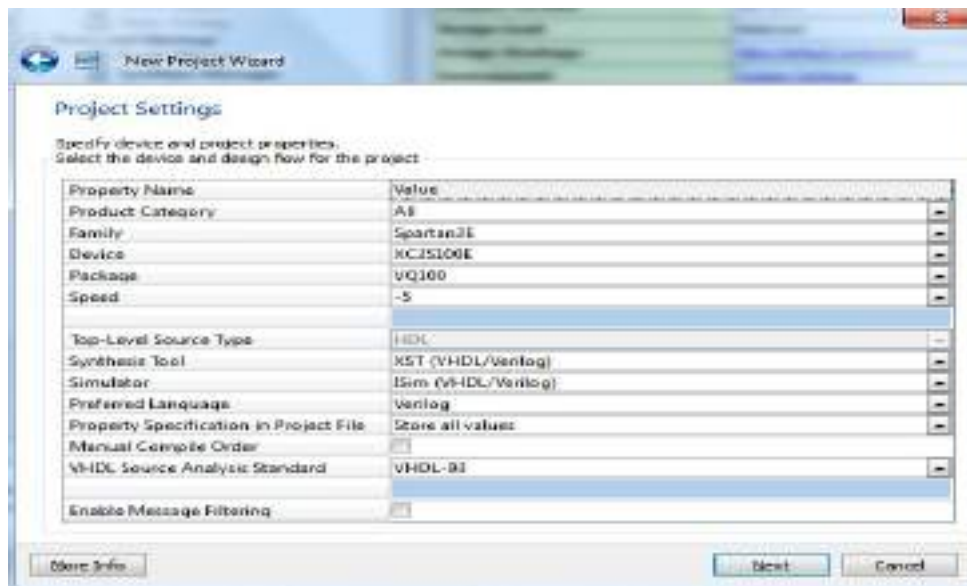 New Project Wizard
Project Settings
Specify device and project properties.
Select the device and design flow for the project
Property Name Value
Product Category All
Family Spartan3E
Device XC3S100E
Package VQ100
Speed -5
Top-Level Source Type HDL
Synthesis Tool XST (VHDL/Verilog)
Simulator ISim (VHDL/Verilog)
Preferred Language Verilog
Property Specification in Project File Store all values
Manual Compile Order
VHDL Source Analysis Standard VHDL-93
Enable Message Filtering
More Info Next Cancel